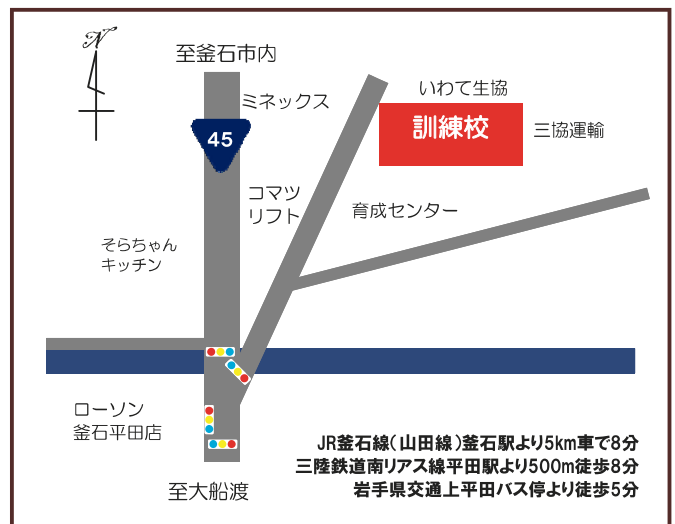 N
至釜石市内
ミネックス
いわて生協
訓練校
三協運輸
45
コマツ
リフト
育成センター
そらちゃん
キッチン
ローソン
釜石平田店
JR釜石線(山田線)釜石駅より5km車で8分
三陸鉄道南リアス線平田駅より500m徒歩8分
岩手県交通上平田バス停より徒歩5分
至大船渡